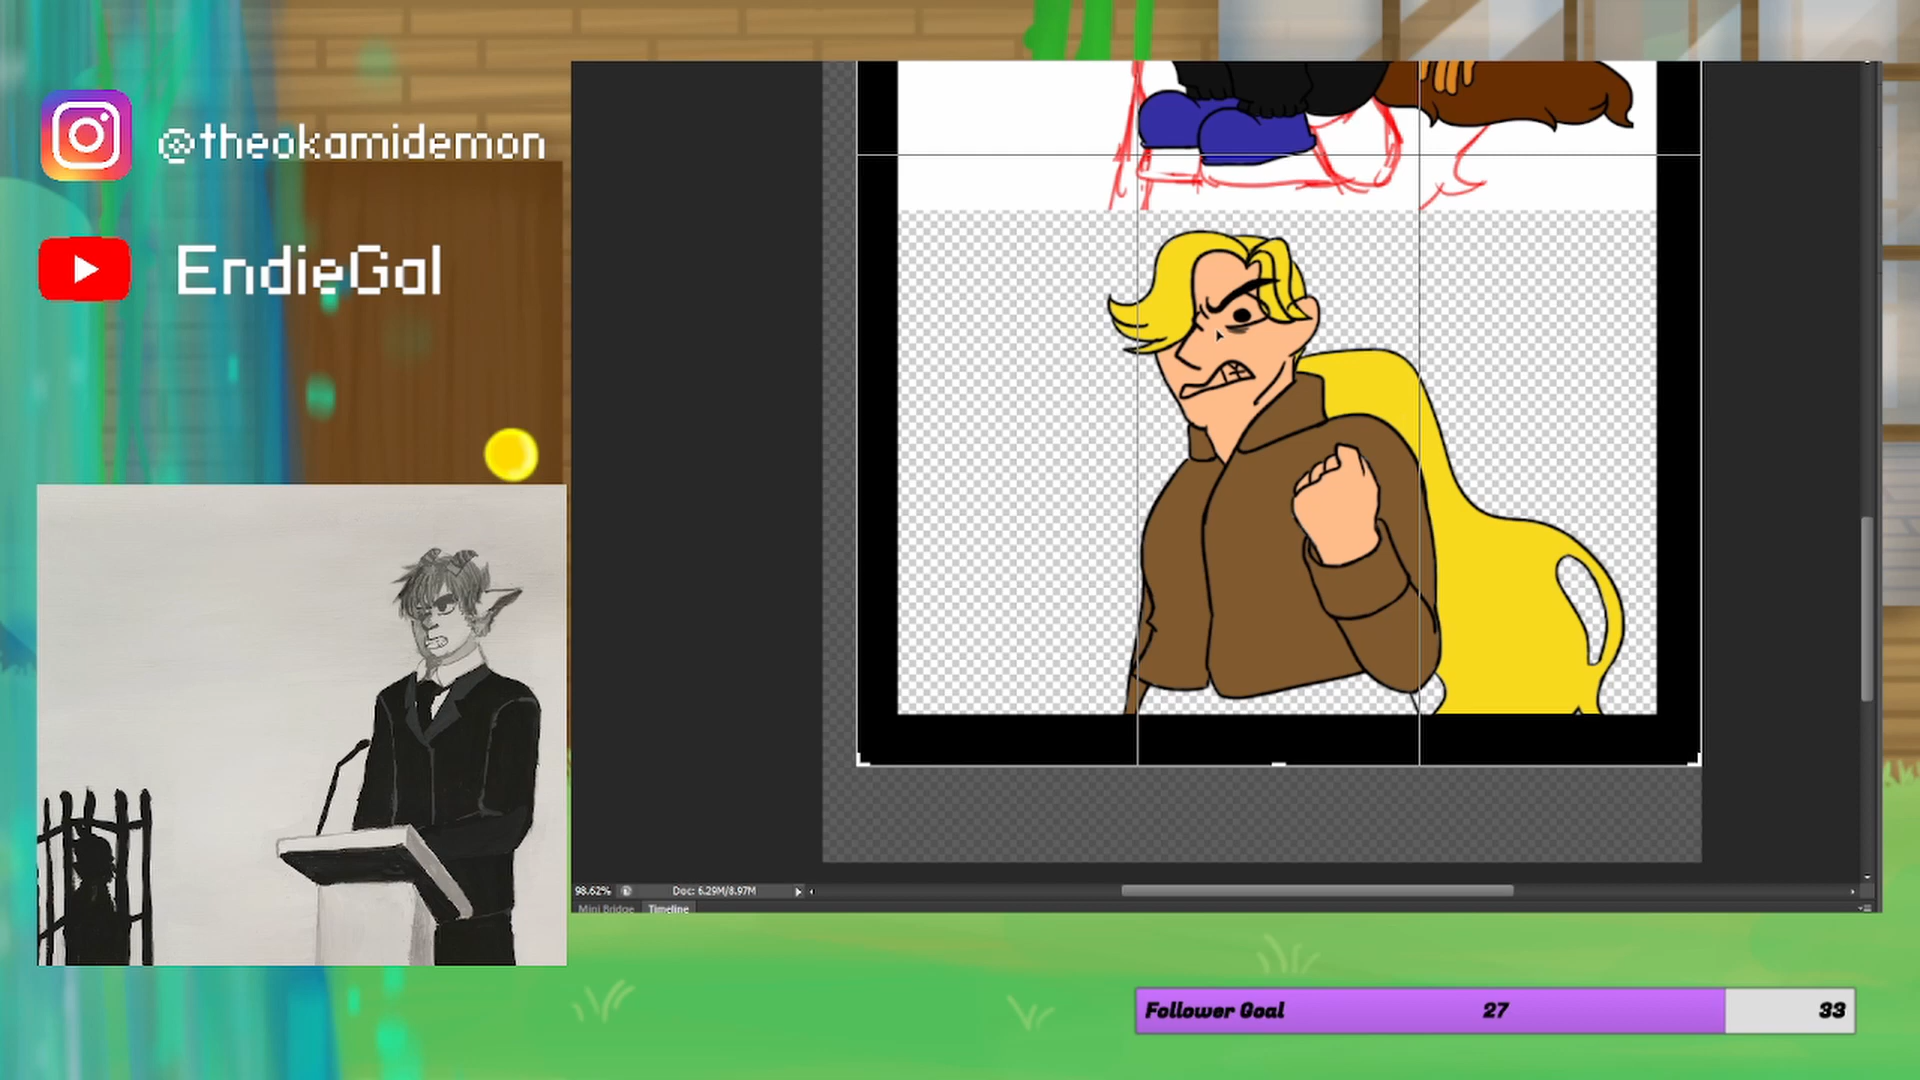 @theokamidemon
EndieGal
98.62%
Doc: 6.29M/8.97M
Mini Bridge
Timeline
Follower Goal
27
33